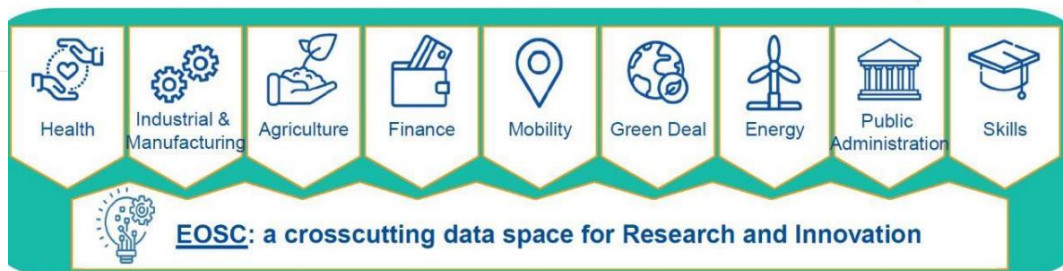 Health
Industrial &
Manufacturing
Agriculture
Finance
Mobility
Green Deal
Energy
Public
Administration
Skills
EOSC: a crosscutting data space for Research and Innovation